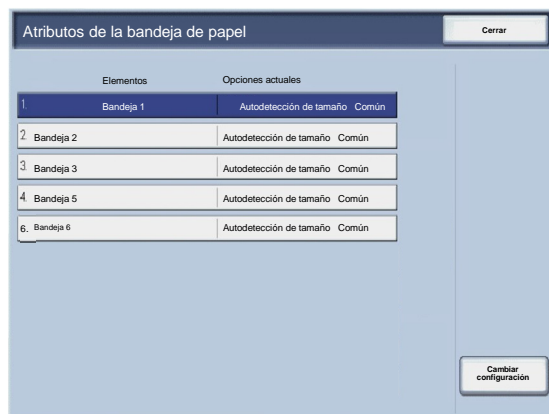 Atributos de la bandeja de papel
Cerrar
Elementos Opciones actuales
1. Bandeja 1 Autodetección de tamaño Común
2. Bandeja 2 Autodetección de tamaño Común
3. Bandeja 3 Autodetección de tamaño Común
4. Bandeja 5 Autodetección de tamaño Común
6. Bandeja 6 Autodetección de tamaño Común
Cambiar
configuración